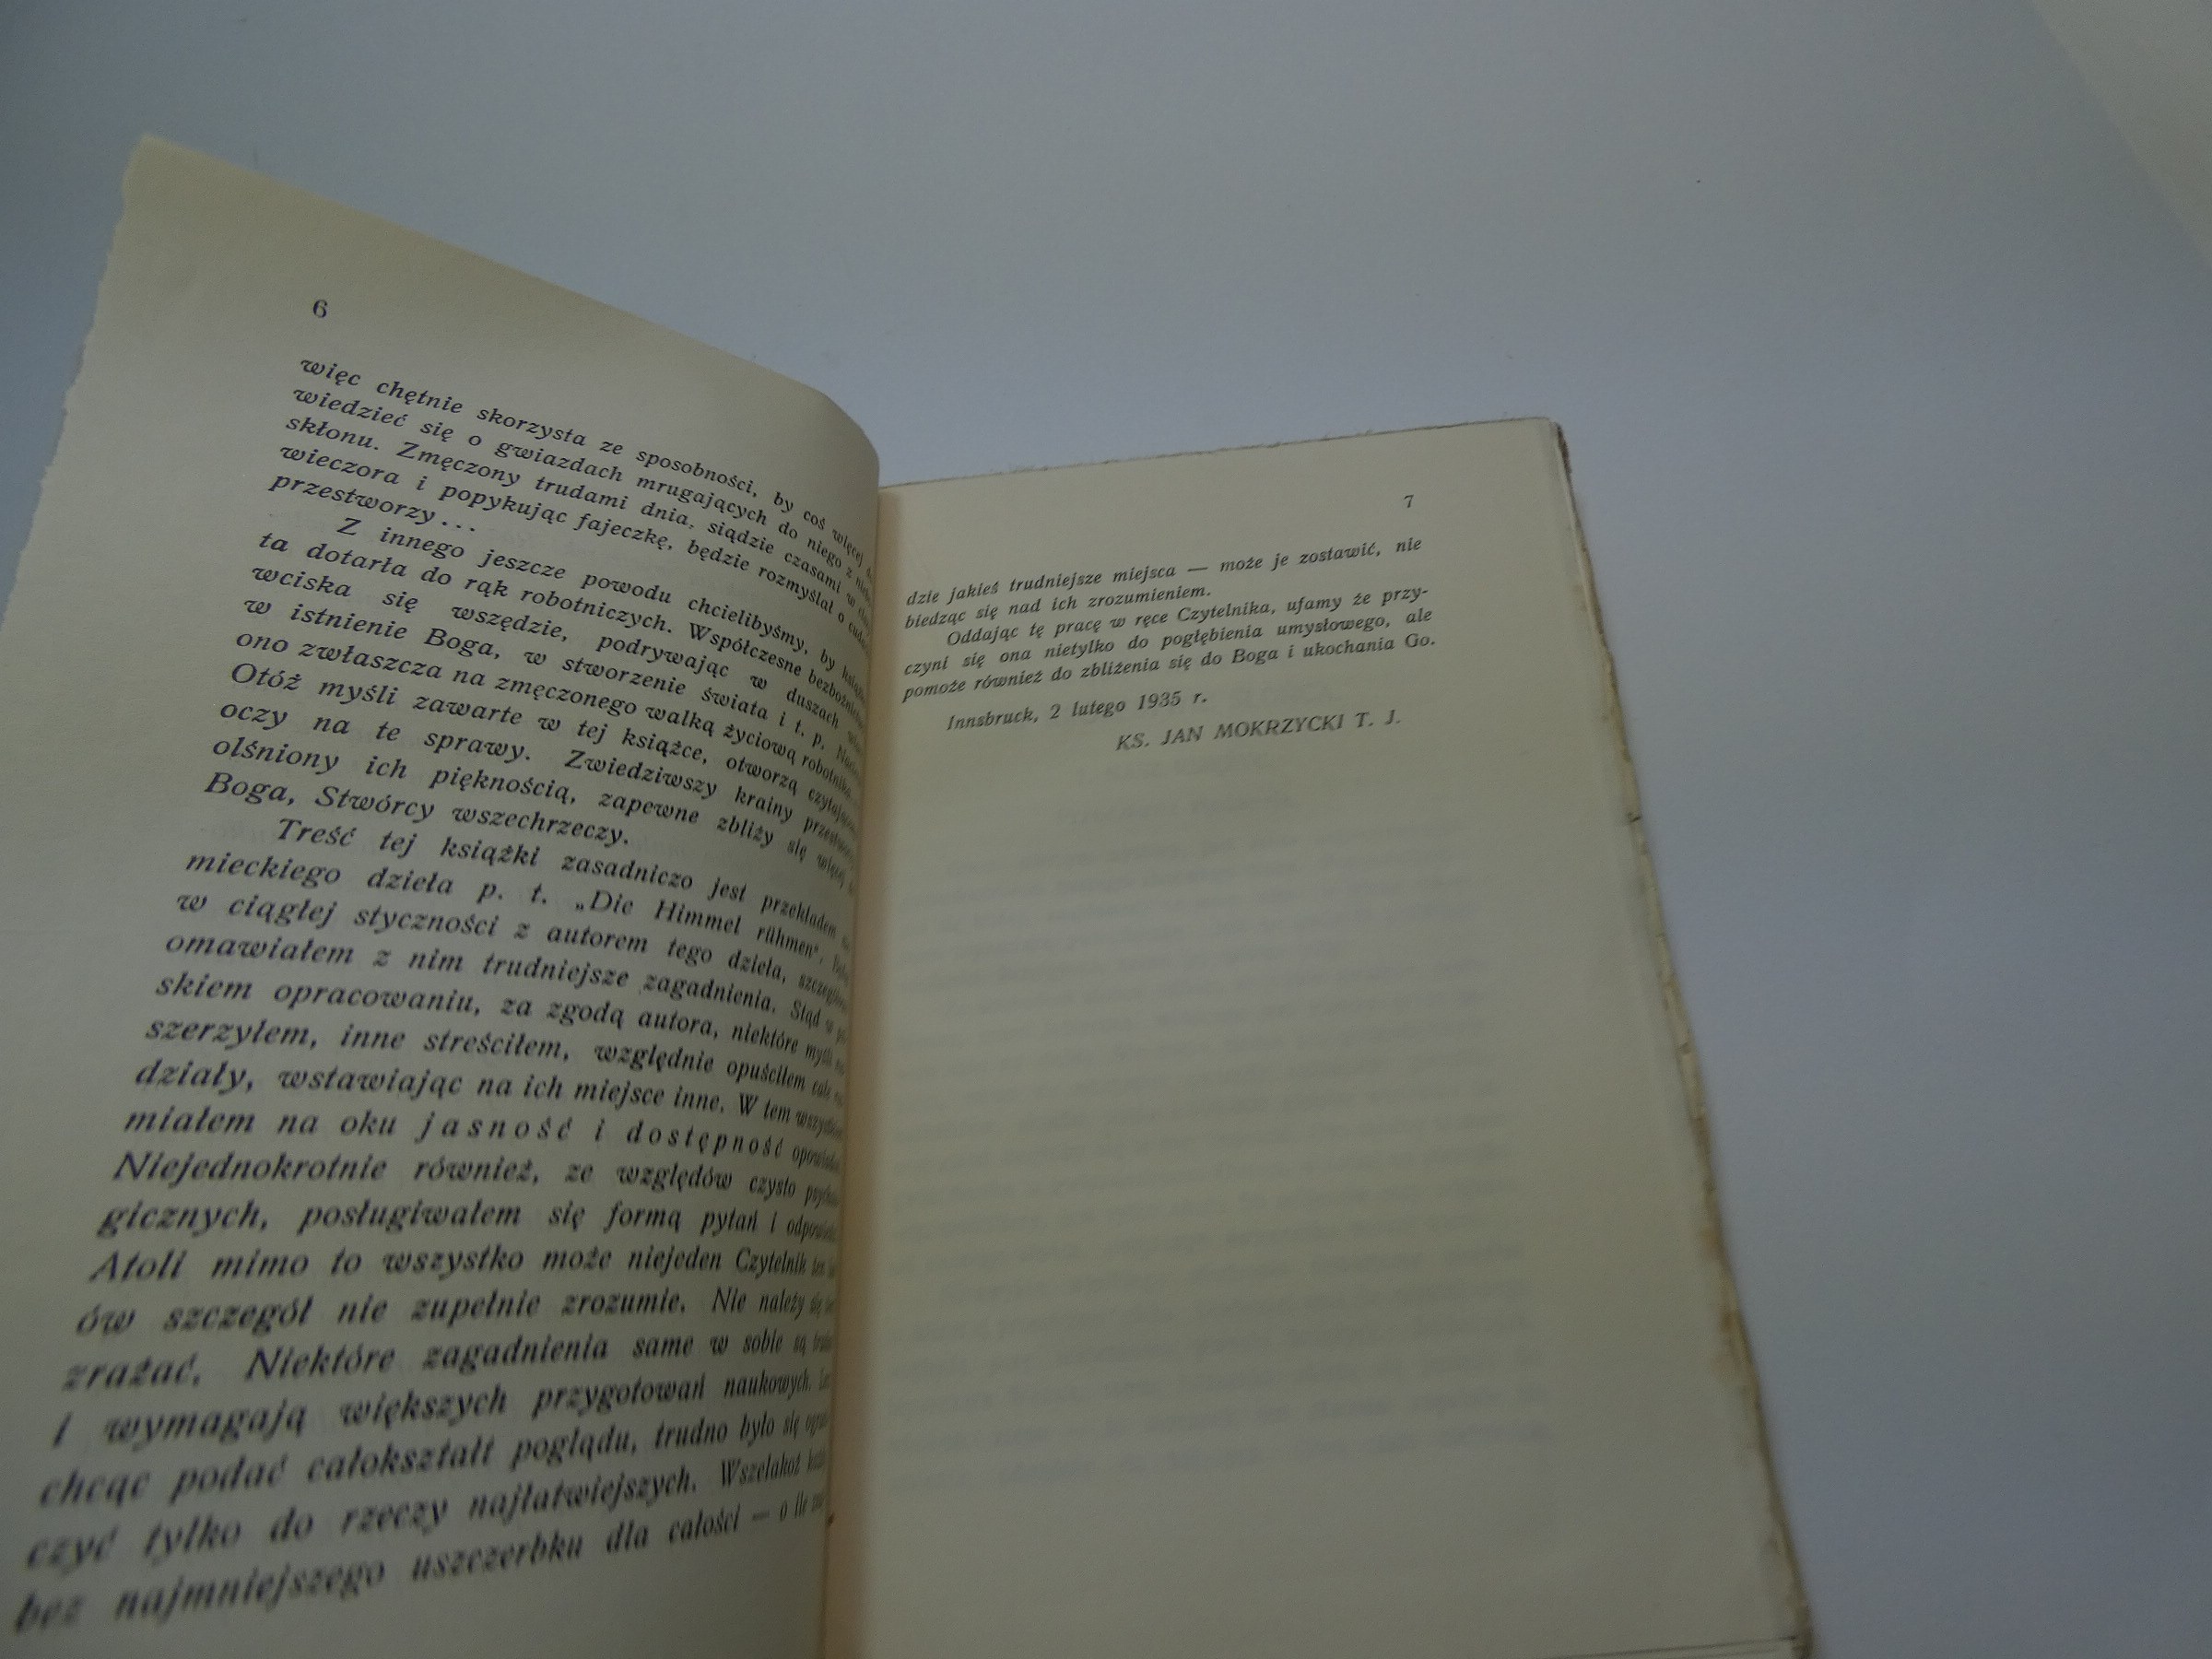 6
więc chętnie skorzysta ze sposobności, by coś więcej
wiedzieć się o gwiazdach mrugających do niego z
skłonu. Zmęczony trudami dnia, siądzie czasami w
wieczora i popykując fajeczkę, będzie rozmyślał o
przestworzy...
Z innego jeszcze powodu chcielibyśmy, by
ta dotarła do rąk robotniczych. Współczesne
wciska się wszędzie, podrywając w duszach
w istnienie Boga, w stworzenie świata i t. p.
ono zwłaszcza na zmęczonego walką życiową robotnika.
Otóż myśli zawarte w tej książce, otworzą
oczy na te sprawy. Zwiedziwszy krainy
olśniony ich pięknością, zapewne zbliży się więcej
Boga, Stwórcy wszechrzeczy.
Treść tej książki zasadniczo jest przekładem
mieckiego dzieła p. t. „Die Himmel rühmen".
w ciągłej styczności z autorem tego dzieła,
omawiałem z nim trudniejsze zagadnienia. Stąd w
skiem opracowaniu, za zgodą autora, niektóre myśli
szerzyłem, inne streściłem, względnie opuściłem całe
działy, wstawiając na ich miejsce inne. W tem
miałem na oku jasność i dostępność
Niejednokrotnie również, ze względów czysto
gicznych, posługiwałem się formą pytań i
Atoli mimo to wszystko może niejeden Czytelnik ten
ów szczegół nie zupełnie zrozumie. Nie należy się
zrażać. Niektóre zagadnienia same w sobie są
i wymagają większych przygotowań naukowych.
chcąc podać całokształt poglądu, trudno było się
czyć tylko do rzeczy najłatwiejszych. Wszelakoż
bez najmniejszego uszczerbku dla całości — o ile
7
dzie jakieś trudniejsze miejsca — może je zostawić, nie
biedząc się nad ich zrozumieniem.
Oddając tę pracę w ręce Czytelnika, ufamy że przy-
czyni się ona nietylko do pogłębienia umysłowego, ale
pomoże również do zbliżenia się do Boga i ukochania Go.
Innsbruck, 2 lutego 1935 r.
KS. JAN MOKRZYCKI T. J.